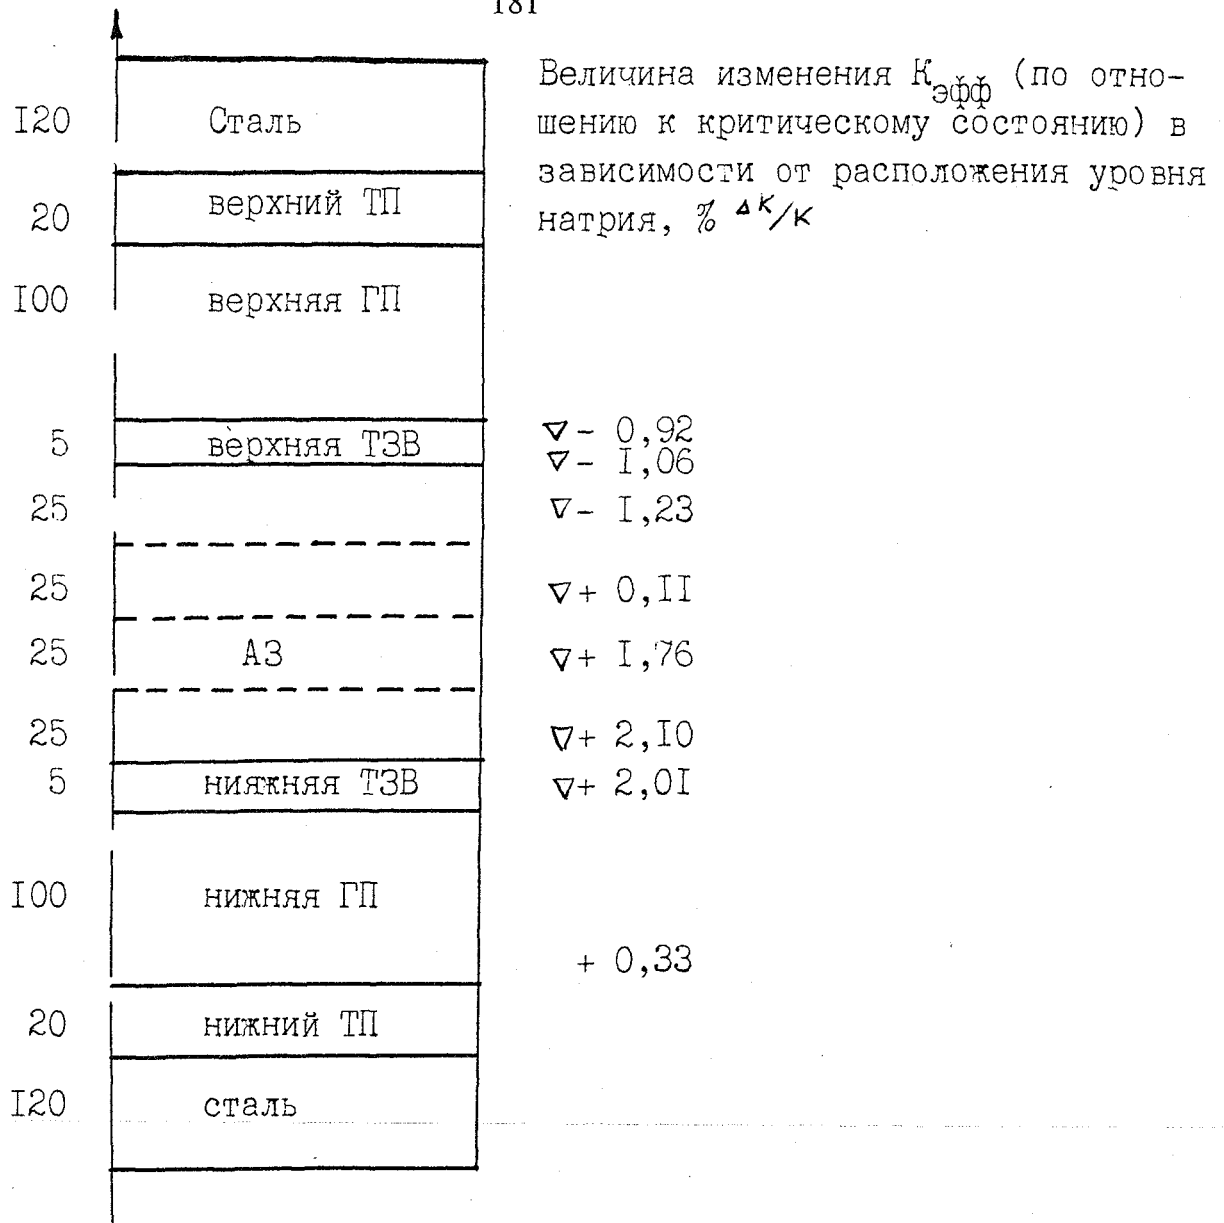 181
Величина изменения Кэфф (по отно-
шению к критическому состоянию) в
зависимости от расположения уровня
натрия, % ΔK/K
I20 Сталь
20 верхний ТП
I00 верхняя ГП
5 верхняя ТЗВ ▽- 0,92
▽- I,06
25 ▽- I,23
25 ▽+ 0,II
25 АЗ ▽+ I,76
25 ▽+ 2,I0
5 нияжняя ТЗВ ▽+ 2,0I
I00 нижняя ГП
+ 0,33
20 нижний ТП
I20 сталь